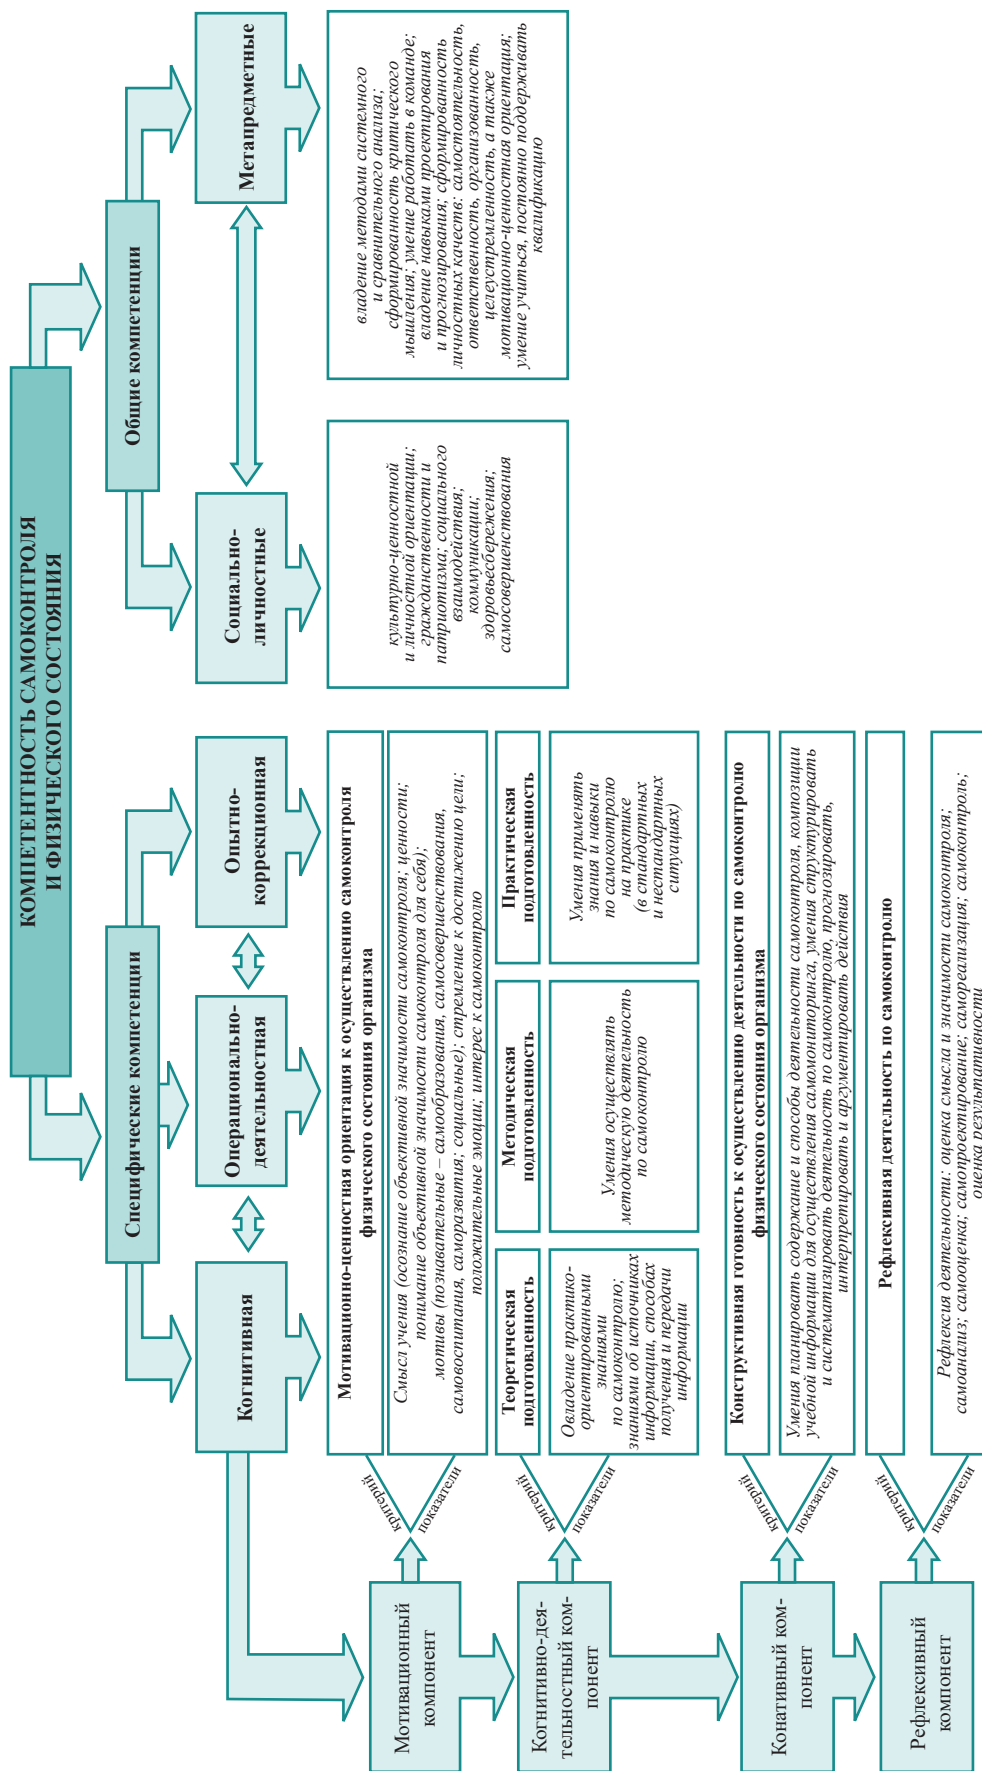 КОМПЕТЕНТНОСТЬ САМОКОНТРОЛЯ
И ФИЗИЧЕСКОГО СОСТОЯНИЯ
Специфические компетенции
Общие компетенции
Когнитивная
Операционально-
деятельностная
Опытно-
коррекционная
Социально-
личностные
Метапредметные
Мотивационно-ценностная ориентация к осуществлению самоконтроля
физического состояния организма
Смысл учения (осознание объективной значимости самоконтроля; ценности;
понимание объективной значимости самоконтроля для себя);
мотивы (познавательные – самообразования, самосовершенствования,
самовоспитания, саморазвития; социальные); стремление к достижению цели;
положительные эмоции; интерес к самоконтролю
культурно-ценностной
и личностной ориентации;
гражданственности и
патриотизма; социального
взаимодействия;
коммуникации;
здоровьесбережения;
самосовершенствования
владение методами системного
и сравнительного анализа;
сформированность критического
мышления; умение работать в команде;
владение навыками проектирования
и прогнозирования; сформированность
личностных качеств: самостоятельность,
ответственность, организованность,
целеустремленность, а также
мотивационно-ценностная ориентация;
умение учиться, постоянно поддерживать
квалификацию
Мотивационный
компонент
критерий
показатели
Теоретическая
подготовленность
Методическая
подготовленность
Практическая
подготовленность
Овладение практико-
ориентированными
знаниями
по самоконтролю;
знаниями об источниках
информации, способах
получения и передачи
информации
Умения осуществлять
методическую деятельность
по самоконтролю
Умения применять
знания и навыки
по самоконтролю
на практике
(в стандартных
и нестандартных
ситуациях)
Когнитивно-дея-
тельностный ком-
понент
критерий
показатели
Конструктивная готовность к осуществлению деятельности по самоконтролю
физического состояния организма
Умения планировать содержание и способы деятельности самоконтроля, композиции
учебной информации для осуществления самомониторинга, умения структурировать
и систематизировать деятельность по самоконтролю, прогнозировать,
интерпретировать и аргументировать действия
Конативный ком-
понент
критерий
показатели
Рефлексивная деятельность по самоконтролю
Рефлексия деятельности: оценка смысла и значимости самоконтроля;
самоанализ; самооценка; самопроектирование; самореализация; самоконтроль;
оценка результативности
Рефлексивный
компонент
критерий
показатели